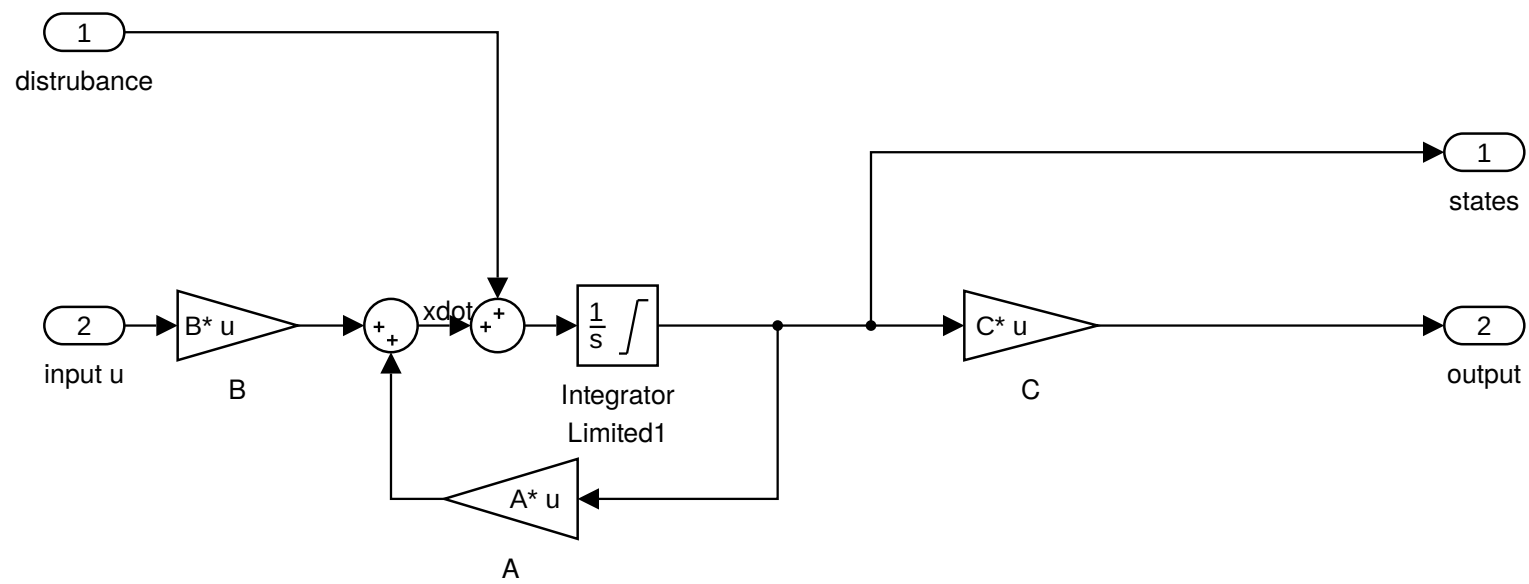 1
distrubance
1
states
2
input u
B* u
B
+
+
xdot
+
+
1
s
Integrator
Limited1
C* u
C
2
output
A* u
A